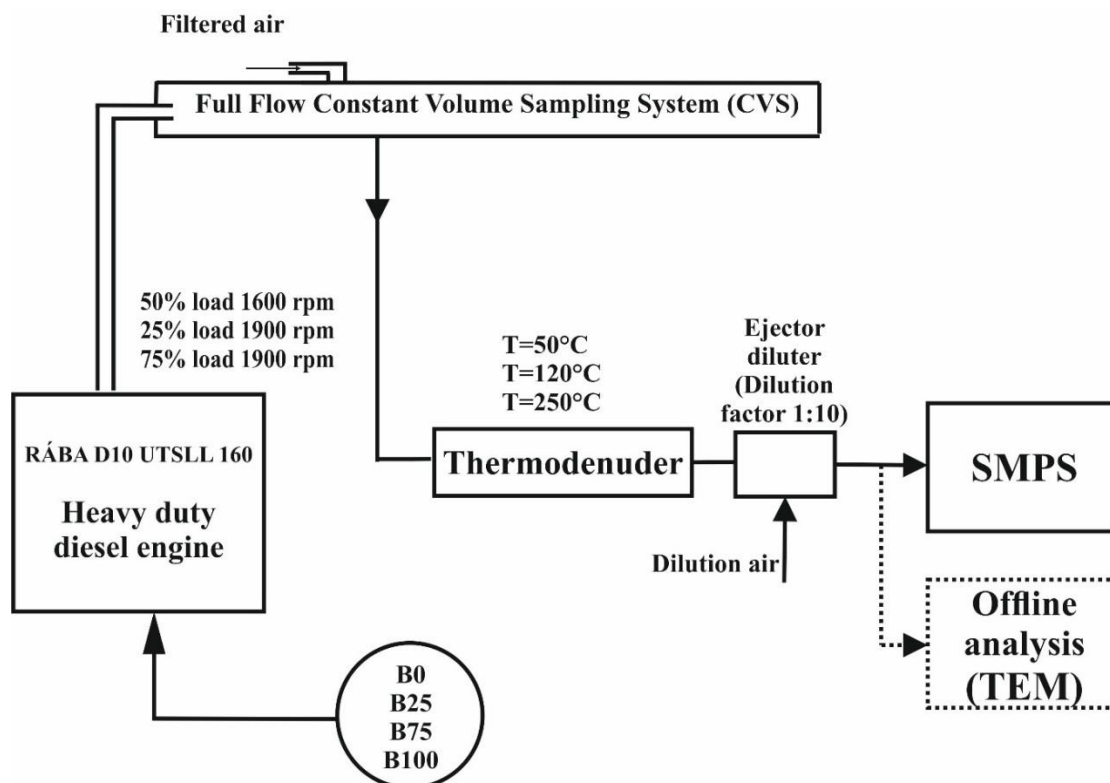 Filtered air
Full Flow Constant Volume Sampling System (CVS)
50% load 1600 rpm
25% load 1900 rpm
75% load 1900 rpm
RÁBA D10 UTSLL 160
Heavy duty
diesel engine
B0
B25
B75
B100
T=50°C
T=120°C
T=250°C
Thermodenuder
Ejector
diluter
(Dilution
factor 1:10)
Dilution air
SMPS
Offline
analysis
(TEM)